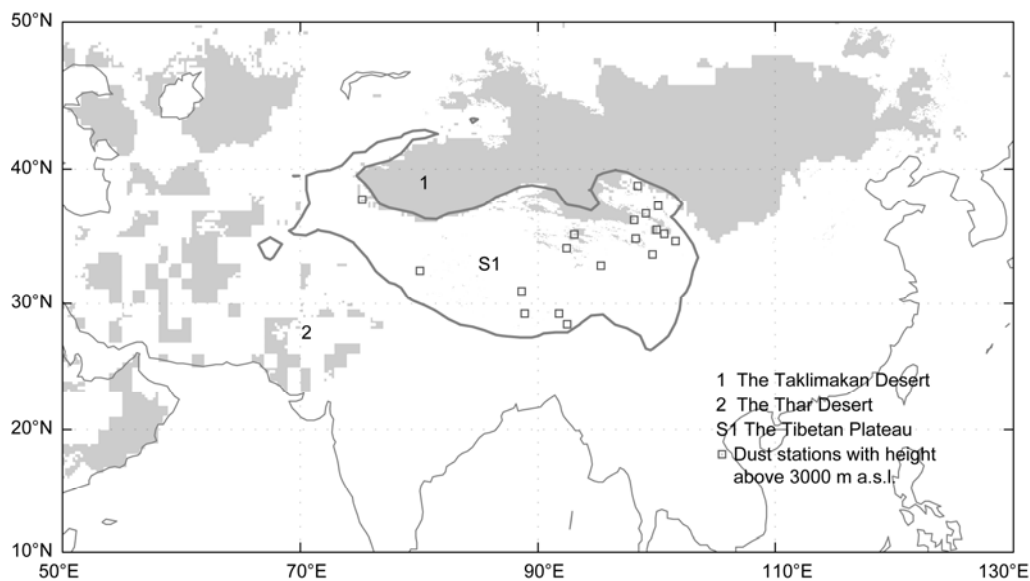 50°N
40°N
30°N
20°N
10°N
1
S1
2
1 The Taklimakan Desert
2 The Thar Desert
S1 The Tibetan Plateau
Dust stations with height
above 3000 m a.s.l.
50°E
70°E
90°E
110°E
130°E